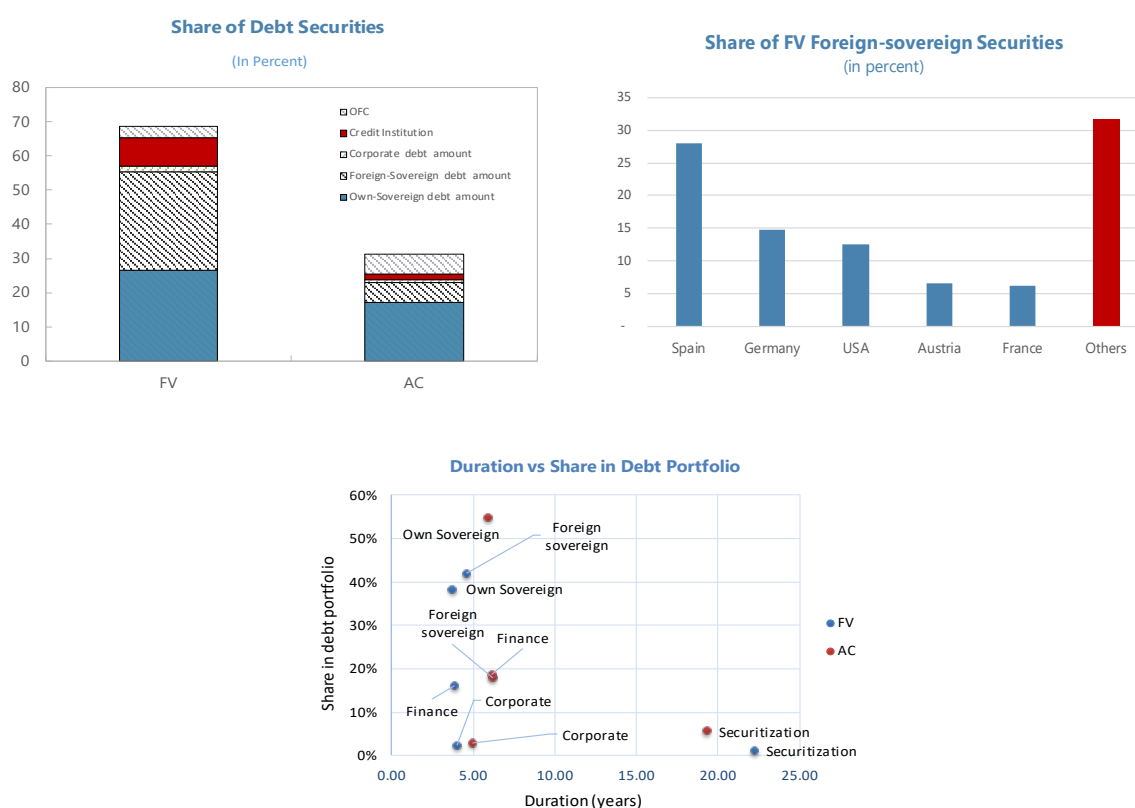 Share of Debt Securities
(In Percent)
80
70
60
50
40
30
20
10
0
FV
AC
OFC
Credit Institution
Corporate debt amount
Foreign-Sovereign debt amount
Own-Sovereign debt amount
Share of FV Foreign-sovereign Securities
(in percent)
35
30
25
20
15
10
5
-
Spain
Germany
USA
Austria
France
Others
Duration vs Share in Debt Portfolio
Share in debt portfolio
60%
50%
40%
30%
20%
10%
0%
Own Sovereign
Foreign
sovereign
Own Sovereign
Foreign
sovereign
Finance
Finance
Corporate
Corporate
Securitization
Securitization
FV
AC
0.00
5.00
10.00
15.00
20.00
25.00
Duration (years)